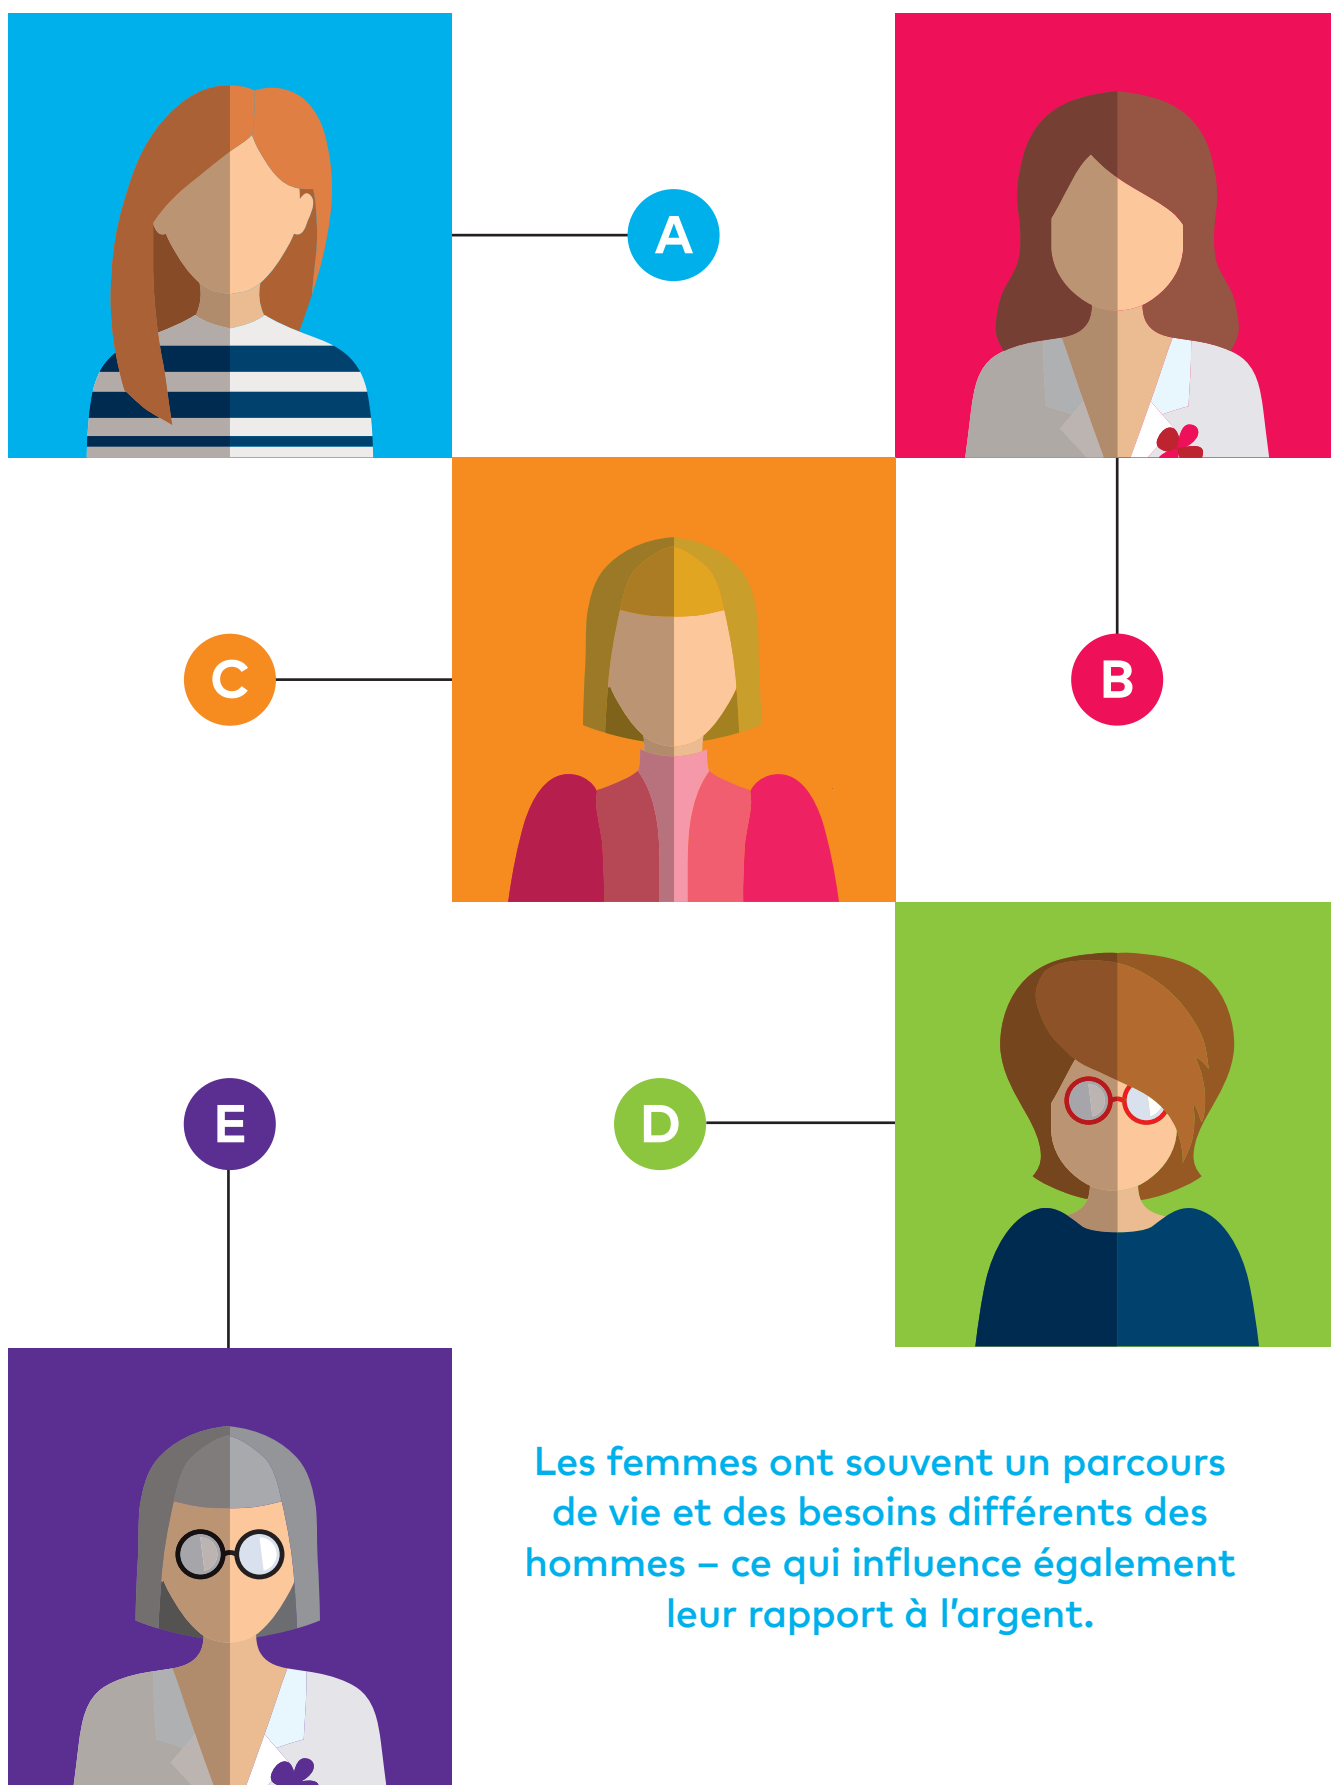 A
C
B
E
D
Les femmes ont souvent un parcours
de vie et des besoins différents des
hommes – ce qui influence également
leur rapport à l’argent.